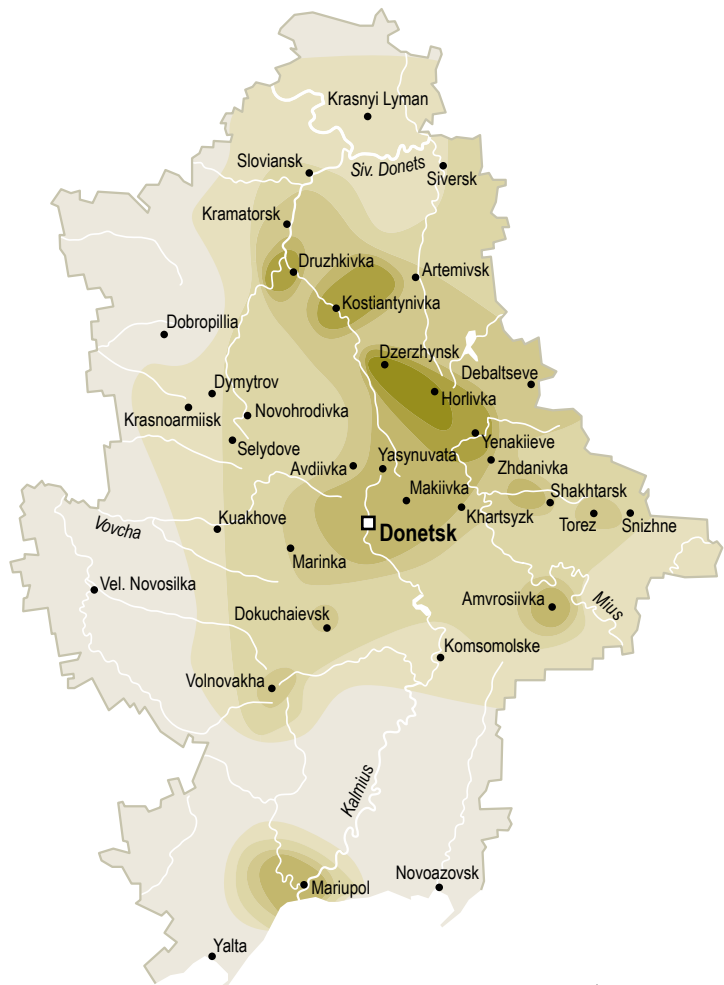 Krasnyi Lyman
Sloviansk
Siv. Donets
Siversk
Kramatorsk
Druzhkivka
Artemivsk
Kostiantynivka
Dobropillia
Dzerzhynsk
Debaltseve
Dymytrov
Horlivka
Krasnoarmiisk
Novohrodivka
Yenakiieve
Selydove
Avdiivka
Yasynuvata
Zhdanivka
Makiivka
Shakhtarsk
Vovcha
Kuakhove
Donetsk
Khartsyzk
Torez
Snizhne
Marinka
Vel. Novosilka
Amvrosiivka
Mius
Dokuchaievsk
Komsomolske
Volnovakha
Kalmius
Mariupol
Novoazovsk
Yalta